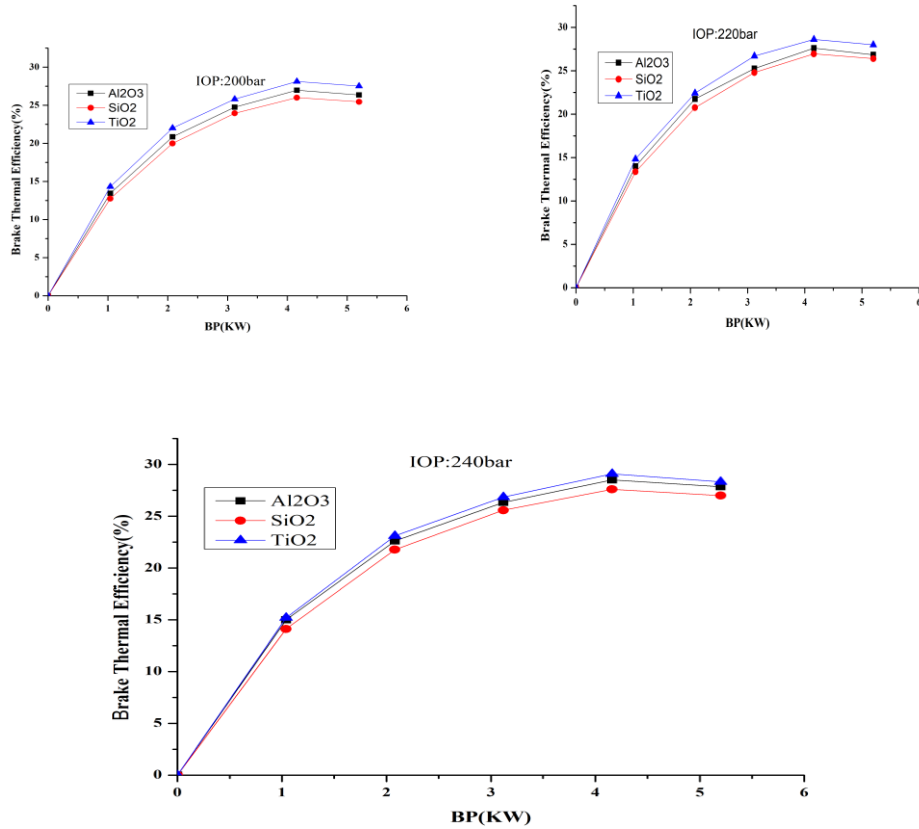 IOP:200bar
Al2O3
SiO2
TiO2
Brake Thermal Efficiency(%)
30
25
20
15
10
5
0
0 1 2 3 4 5 6
BP(KW)
IOP:220bar
Al2O3
SiO2
TiO2
Brake Thermal Efficiency(%)
30
25
20
15
10
5
0
0 1 2 3 4 5 6
BP(KW)
IOP:240bar
Al2O3
SiO2
TiO2
Brake Thermal Efficiency(%)
30
25
20
15
10
5
0
0 1 2 3 4 5 6
BP(KW)